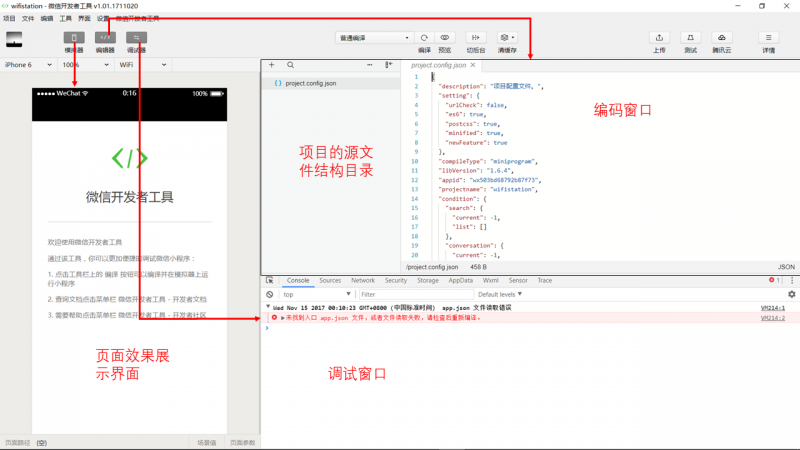 wifistation - 微信开发者工具 v1.01.1711020
项目 文件 编辑 工具 界面 设置 微信开发者工具
模拟器 编辑器 调试器 普通编译 编译 预览 切后台 清缓存 上传 测试 腾讯云 详情
iPhone 6 100% WiFi
project.config.json
project.config.json
WeChat 0:16 100%
微信开发者工具
欢迎使用微信开发者工具
通过该工具，你可以更加便捷的调试微信小程序：
1. 点击工具栏上的 编译 按钮可以编译并在模拟器上运
行小程序
2. 查询文档点击菜单栏 微信开发者工具 - 开发者文档
3. 需要帮助点击菜单栏 微信开发者工具 - 开发者社区
页面效果展
示界面
项目的源文
件结构目录
编码窗口
1 {
2 "description": "项目配置文件。",
3 "setting": {
4 "urlCheck": false,
5 "es6": true,
6 "postcss": true,
7 "minified": true,
8 "newFeature": true
9 },
10 "compileType": "miniprogram",
11 "libVersion": "1.6.4",
12 "appid": "wx503bd68792b87f73",
13 "projectname": "wifistation",
14 "condition": {
15 "search": {
16 "current": -1,
17 "list": []
18 },
19 "conversation": {
20 "current": -1,
/project.config.json 458 B JSON
Console Sources Network Security Storage AppData Wxml Sensor Trace 1
top Filter Default levels
Wed Nov 15 2017 00:10:23 GMT+0800 (中国标准时间) app.json 文件读取错误 VM214:1
未找到入口 app.json 文件，或者文件读取失败，请检查后重新编译。 VM214:2
调试窗口
页面路径 (空) 场景值 页面参数